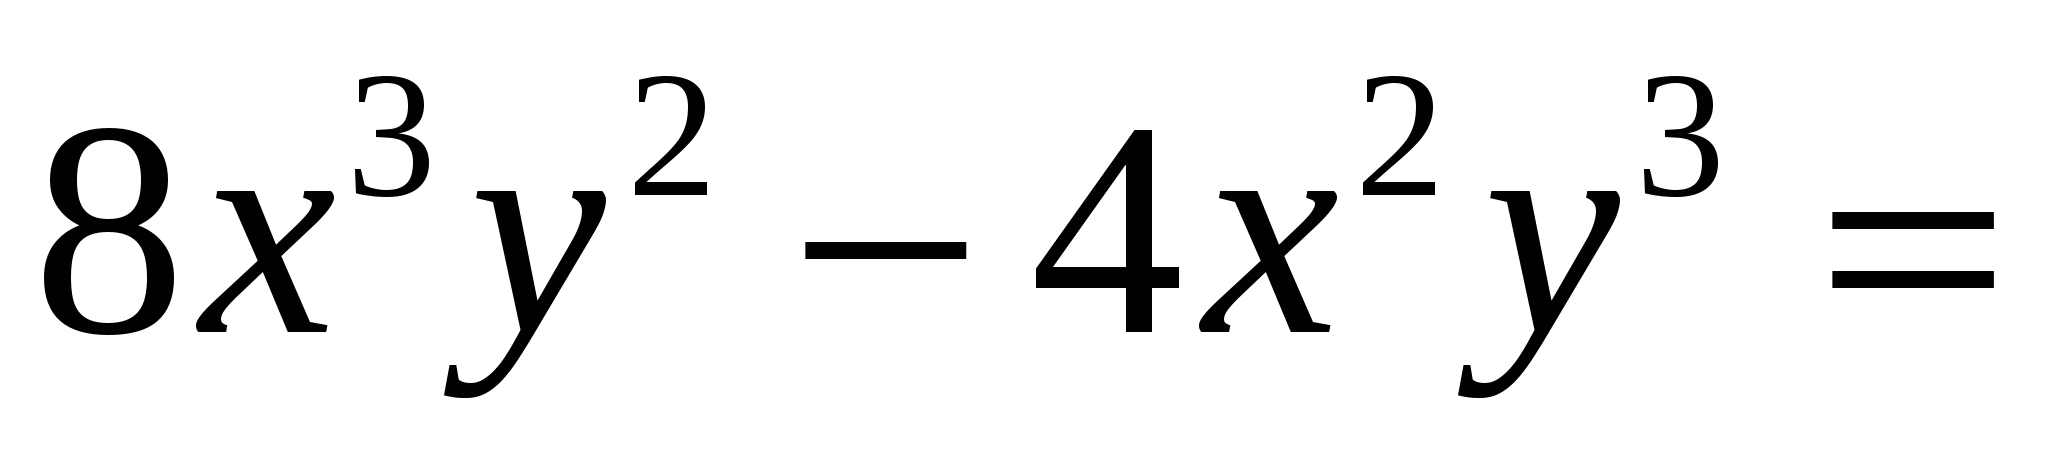 8x³y² − 4x²y³ =